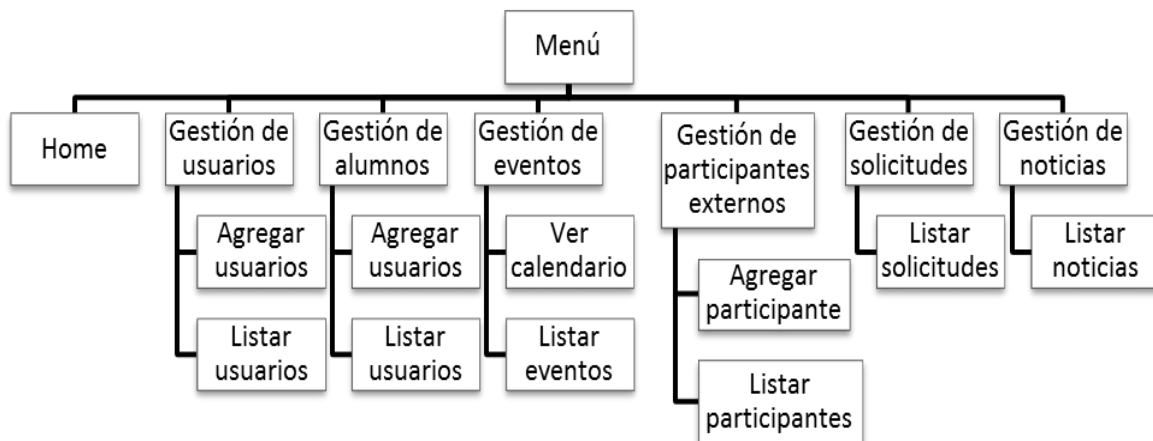 Menú
Home
Gestión de
usuarios
Agregar
usuarios
Listar
usuarios
Gestión de
alumnos
Agregar
usuarios
Listar
usuarios
Gestión de
eventos
Ver
calendario
Listar
eventos
Gestión de
participantes
externos
Agregar
participante
Listar
participantes
Gestión de
solicitudes
Listar
solicitudes
Gestión de
noticias
Listar
noticias